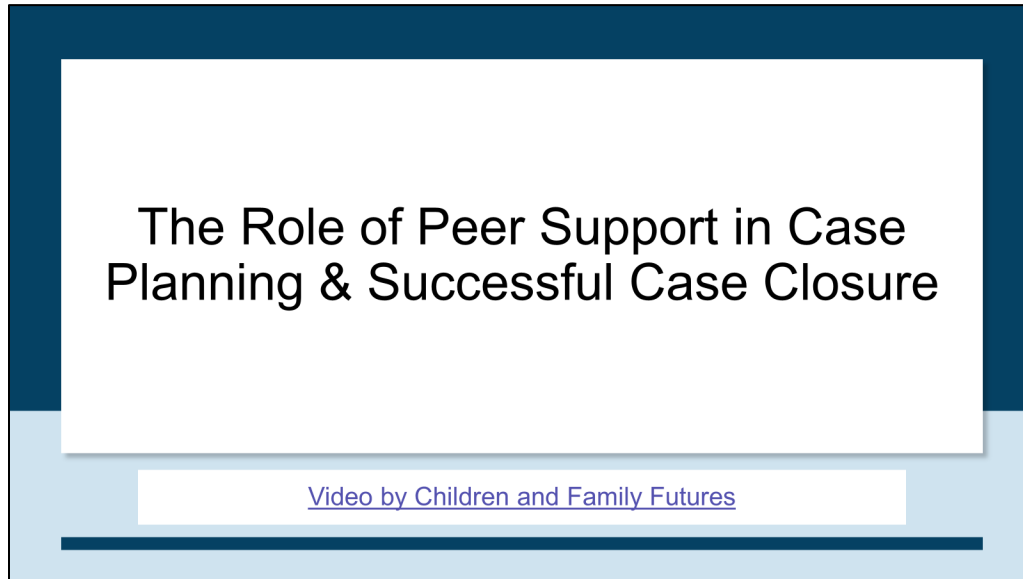 The Role of Peer Support in Case
Planning & Successful Case Closure
Video by Children and Family Futures